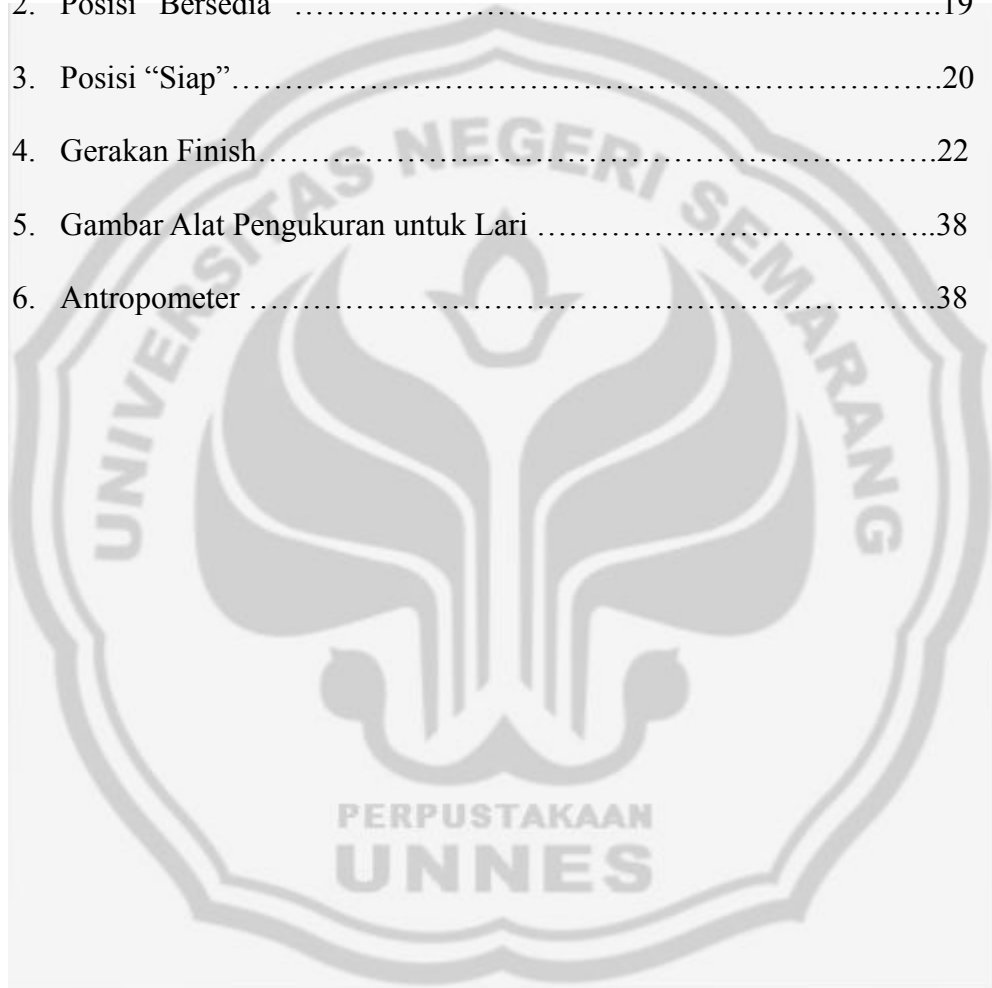 2. Posisi "Bersedia" ……………………………………………………19
3. Posisi “Siap”……………………………………………………….20
4. Gerakan Finish…………………………………………………….22
5. Gambar Alat Pengukuran untuk Lari ……………………………..38
6. Antropometer ……………………………………………………..38
UNIVERSITAS NEGERI SEMARANG
PERPUSTAKAAN
UNNES